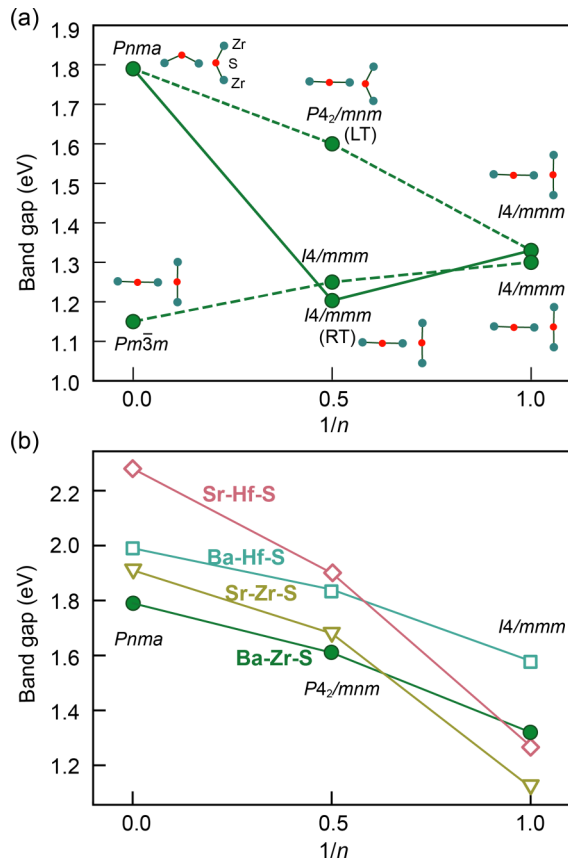 (a)
1.9
1.8
1.7
1.6
1.5
1.4
1.3
1.2
1.1
1.0
Band gap (eV)
Pnma
Zr
S
Zr
P4₂/mnm
(LT)
I4/mmm
I4/mmm
I4/mmm
(RT)
I4/mmm
Pm3̅m
0.0
0.5
1.0
1/n
(b)
2.2
2.0
1.8
1.6
1.4
1.2
Band gap (eV)
Sr-Hf-S
Ba-Hf-S
Sr-Zr-S
Ba-Zr-S
Pnma
P4₂/mnm
I4/mmm
0.0
0.5
1.0
1/n